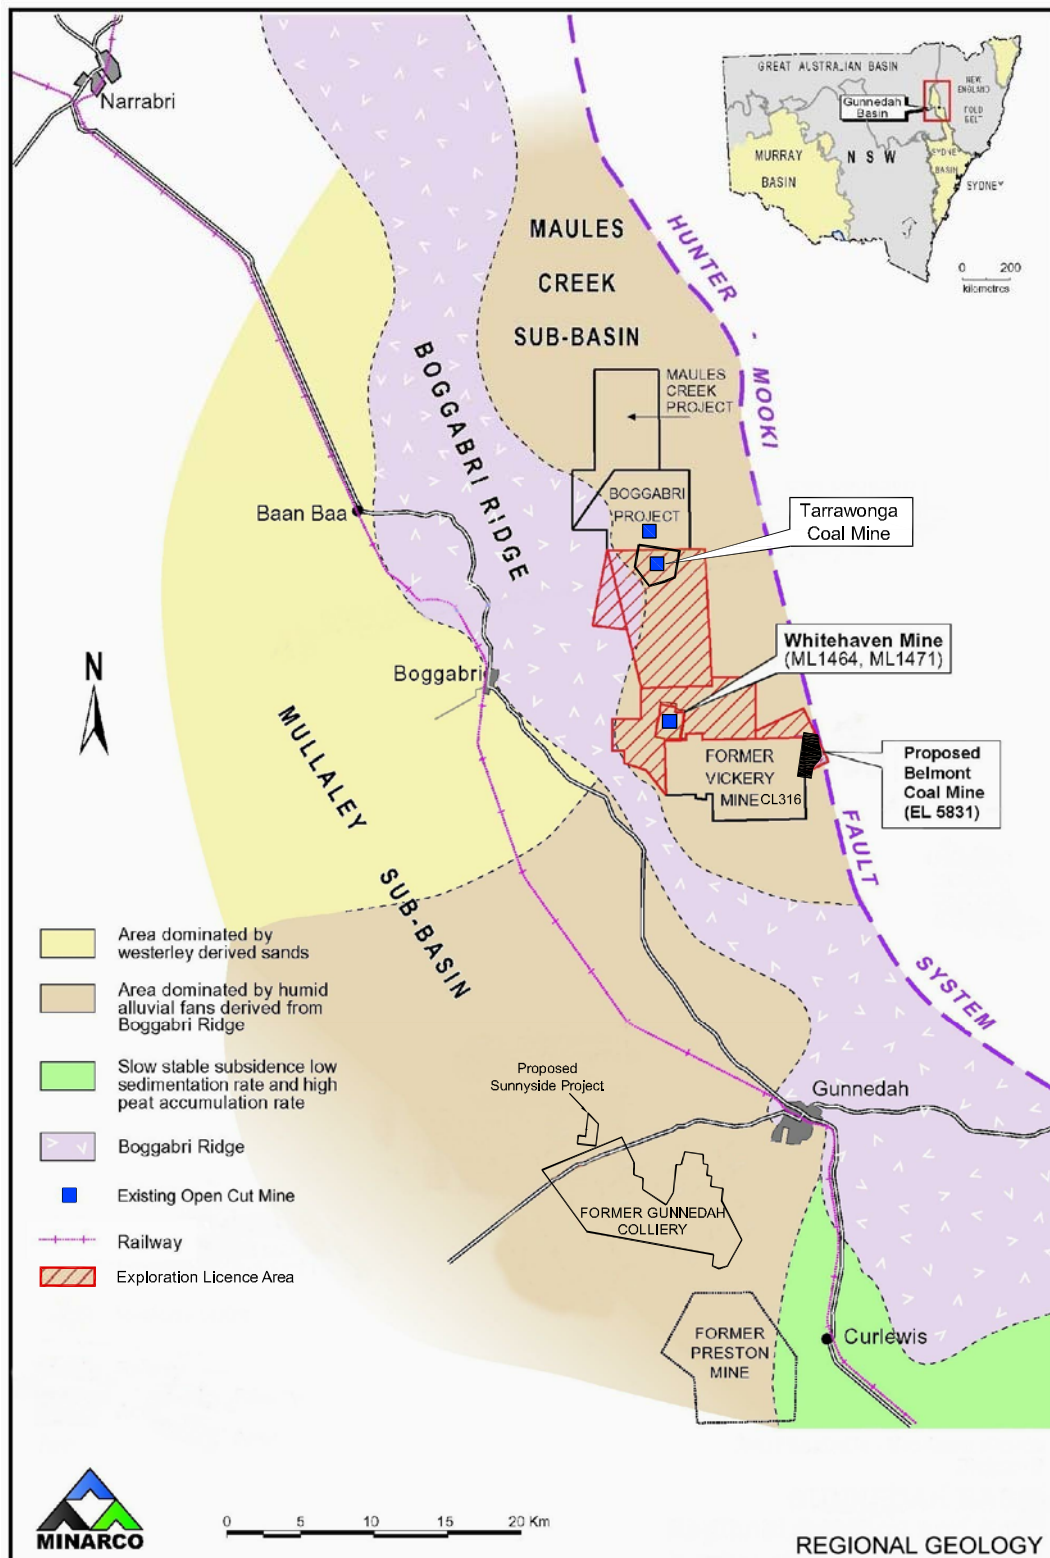 Narrabri
GREAT AUSTRALIAN BASIN
NEW
ENGLAND
FOLD
BELT
Gunnedah
Basin
MURRAY
BASIN
N S W
SYDNEY
BASIN
SYDNEY
0 200
kilometres
MAULES
CREEK
SUB-BASIN
HUNTER - MOOKI FAULT SYSTEM
BOGGABRI RIDGE
MAULES
CREEK
PROJECT
BOGGABRI
PROJECT
Tarrawonga
Coal Mine
Baan Baa
Whitehaven Mine
(ML1464, ML1471)
N
Boggabri
MULLALEY SUB-BASIN
FORMER
VICKERY
MINE CL316
Proposed
Belmont
Coal Mine
(EL 5831)
Area dominated by
westerley derived sands
Area dominated by humid
alluvial fans derived from
Boggabri Ridge
Slow stable subsidence low
sedimentation rate and high
peat accumulation rate
Boggabri Ridge
Existing Open Cut Mine
Railway
Exploration Licence Area
Proposed
Sunnyside Project
Gunnedah
FORMER GUNNEDAH
COLLIERY
FORMER
PRESTON
MINE
Curlewis
MINARCO
0 5 10 15 20 Km
REGIONAL GEOLOGY